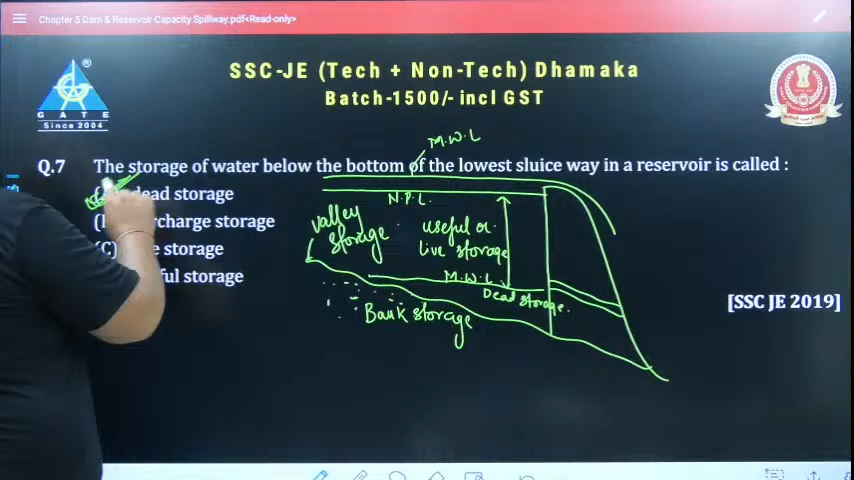 Chapter 5 Dam & Reservoir Capacity Spillway.pdf<Read-only>
SSC-JE (Tech + Non-Tech) Dhamaka
Batch-1500/- incl GST
GATE
Since 2004
M.W.L
Q.7 The storage of water below the bottom of the lowest sluice way in a reservoir is called :
dead storage
charge storage
(C) storage
ful storage
N.P.L.
valley storage
useful or live storage
M.W.L
Dead storage.
Bank storage
[SSC JE 2019]